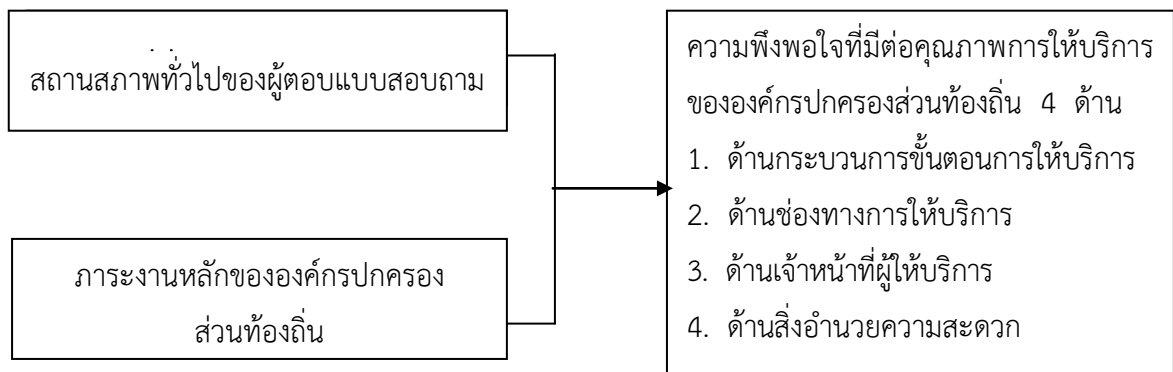 สถานสภาพทั่วไปของผู้ตอบแบบสอบถาม
ภาระงานหลักขององค์กรปกครอง
ส่วนท้องถิ่น
ความพึงพอใจที่มีต่อคุณภาพการให้บริการ
ขององค์กรปกครองส่วนท้องถิ่น 4 ด้าน
1. ด้านกระบวนการขั้นตอนการให้บริการ
2. ด้านช่องทางการให้บริการ
3. ด้านเจ้าหน้าที่ผู้ให้บริการ
4. ด้านสิ่งอำนวยความสะดวก